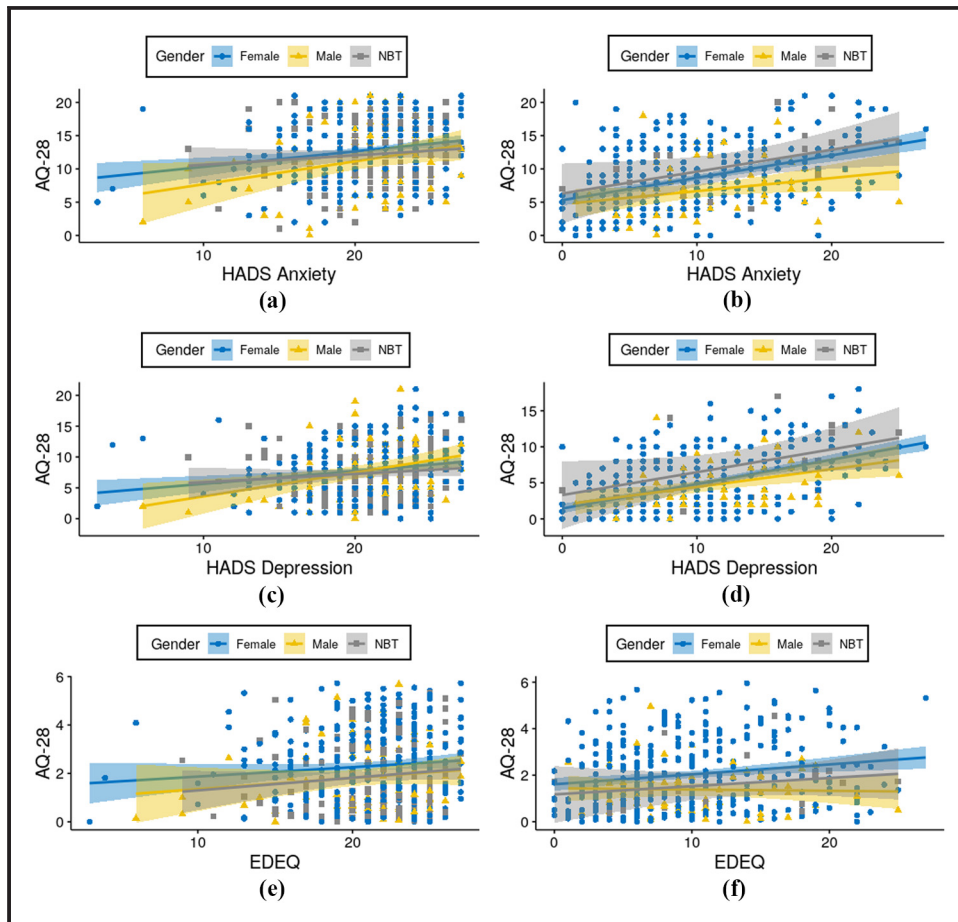 Gender Female Male NBT
Gender Female Male NBT
20
15
10
5
0
AQ-28
10 20
HADS Anxiety
(a)
20
15
10
5
0
AQ-28
0 10 20
HADS Anxiety
(b)
Gender Female Male NBT
Gender Female Male NBT
20
15
10
5
0
AQ-28
10 20
HADS Depression
(c)
20
15
10
5
0
AQ-28
0 10 20
HADS Depression
(d)
Gender Female Male NBT
Gender Female Male NBT
6
4
2
0
AQ-28
10 20
EDEQ
(e)
6
4
2
0
AQ-28
0 10 20
EDEQ
(f)